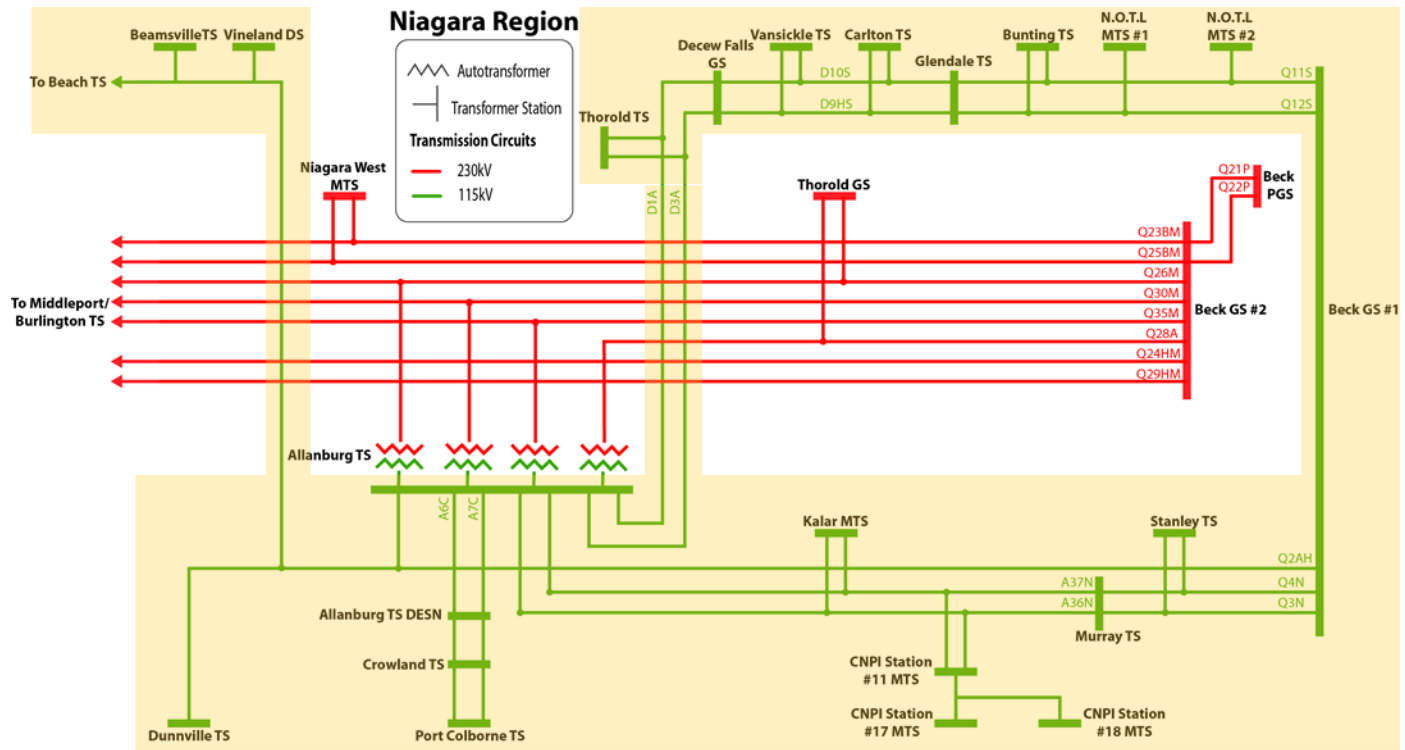 Niagara Region
Autotransformer
Transformer Station
Transmission Circuits
230kV
115kV
BeamsvilleTS
Vineland DS
To Beach TS
Decew Falls
GS
Vansickle TS
Carlton TS
Glendale TS
Bunting TS
N.O.T.L
MTS #1
N.O.T.L
MTS #2
D10S
D9HS
Q11S
Q12S
Thorold TS
Niagara West
MTS
D1A
D3A
Thorold GS
Q21P
Q22P
Beck
PGS
Q23BM
Q25BM
Q26M
Q30M
Q35M
Q28A
Q24HM
Q29HM
To Middleport/
Burlington TS
Beck GS #2
Beck GS #1
Allanburg TS
A6C
A7C
Kalar MTS
Stanley TS
Q2AH
A37N
Q4N
A36N
Q3N
Murray TS
Allanburg TS DESN
Crowland TS
CNPI Station
#11 MTS
Dunnville TS
Port Colborne TS
CNPI Station
#17 MTS
CNPI Station
#18 MTS